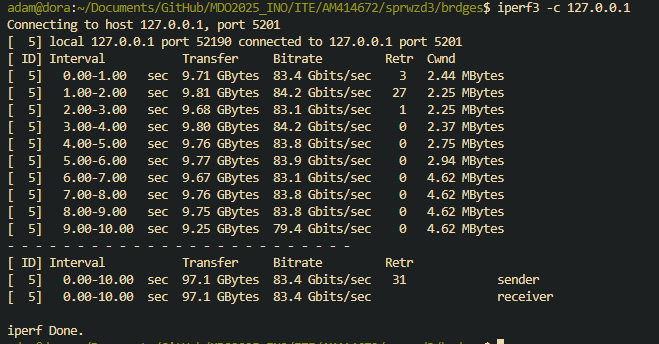 adam@dora:~/Documents/GitHub/MDO2025_INO/ITE/AM414672/sprwzd3/brdges$ iperf3 -c 127.0.0.1
Connecting to host 127.0.0.1, port 5201
[  5] local 127.0.0.1 port 52190 connected to 127.0.0.1 port 5201
[ ID] Interval           Transfer     Bitrate         Retr  Cwnd
[  5]   0.00-1.00   sec  9.71 GBytes  83.4 Gbits/sec    3   2.44 MBytes
[  5]   1.00-2.00   sec  9.81 GBytes  84.2 Gbits/sec   27   2.25 MBytes
[  5]   2.00-3.00   sec  9.68 GBytes  83.1 Gbits/sec    1   2.25 MBytes
[  5]   3.00-4.00   sec  9.80 GBytes  84.2 Gbits/sec    0   2.37 MBytes
[  5]   4.00-5.00   sec  9.76 GBytes  83.8 Gbits/sec    0   2.75 MBytes
[  5]   5.00-6.00   sec  9.77 GBytes  83.9 Gbits/sec    0   2.94 MBytes
[  5]   6.00-7.00   sec  9.67 GBytes  83.1 Gbits/sec    0   4.62 MBytes
[  5]   7.00-8.00   sec  9.76 GBytes  83.8 Gbits/sec    0   4.62 MBytes
[  5]   8.00-9.00   sec  9.75 GBytes  83.8 Gbits/sec    0   4.62 MBytes
[  5]   9.00-10.00  sec  9.25 GBytes  79.4 Gbits/sec    0   4.62 MBytes
- - - - - - - - - - - - - - - - - - - - - - - - -
[ ID] Interval           Transfer     Bitrate         Retr
[  5]   0.00-10.00  sec  97.1 GBytes  83.4 Gbits/sec   31             sender
[  5]   0.00-10.00  sec  97.1 GBytes  83.4 Gbits/sec                  receiver
iperf Done.
adam@dora:~/Documents/GitHub/MDO2025_INO/ITE/AM414672/sprwzd3/brdges$